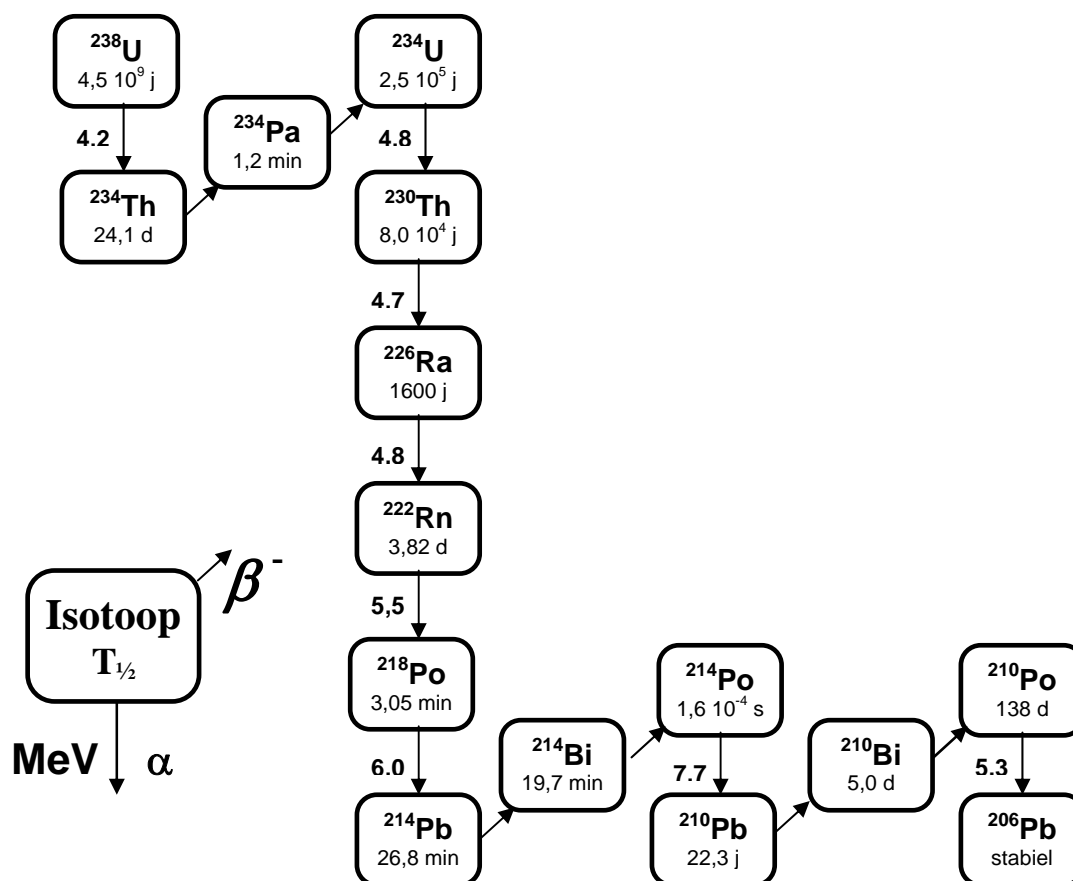 ²³⁸U
4,5 10⁹ j
4.2
²³⁴Th
24,1 d
²³⁴Pa
1,2 min
²³⁴U
2,5 10⁵ j
4.8
²³⁰Th
8,0 10⁴ j
4.7
²²⁶Ra
1600 j
4.8
²²²Rn
3,82 d
5,5
²¹⁸Po
3,05 min
6.0
²¹⁴Pb
26,8 min
²¹⁴Bi
19,7 min
²¹⁴Po
1,6 10⁻⁴ s
7.7
²¹⁰Pb
22,3 j
²¹⁰Bi
5,0 d
²¹⁰Po
138 d
5.3
²⁰⁶Pb
stabiel
Isotoop
T½
β⁻
MeV α